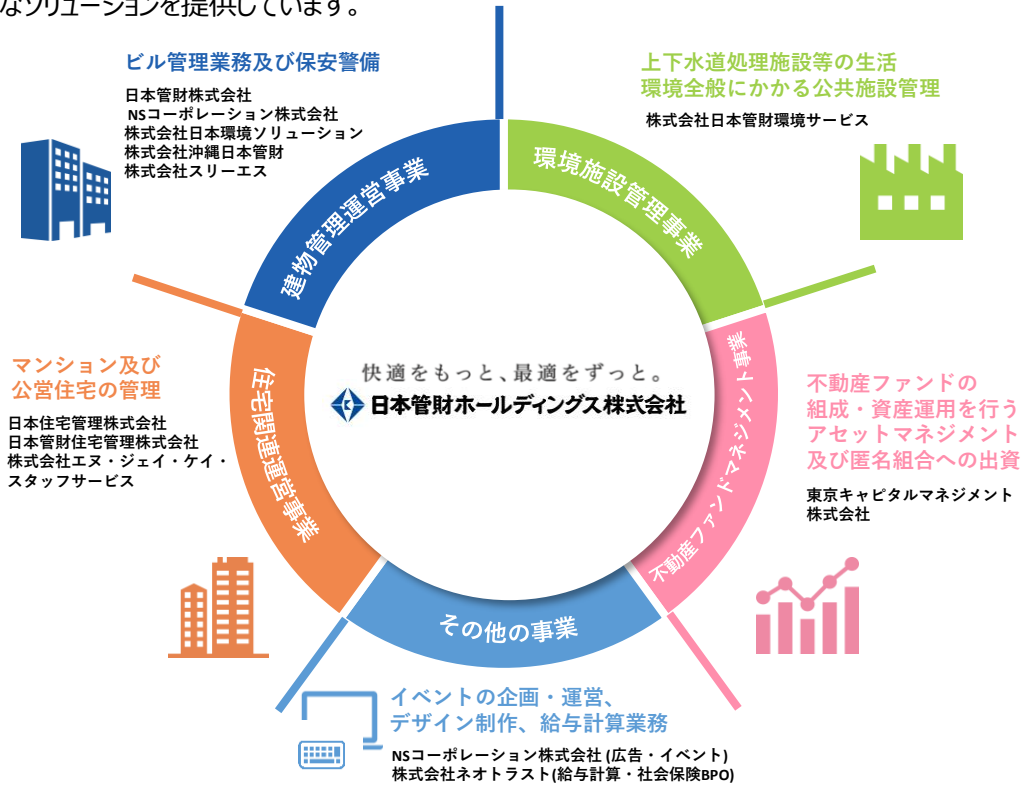 なソリューションを提供しています。
ビル管理業務及び保安警備
日本管財株式会社
NSコーポレーション株式会社
株式会社日本環境ソリューション
株式会社沖縄日本管財
株式会社スリーエス
上下水道処理施設等の生活
環境全般にかかる公共施設管理
株式会社日本管財環境サービス
建物管理運営事業
環境施設管理事業
マンション及び
公営住宅の管理
日本住宅管理株式会社
日本管財住宅管理株式会社
株式会社エヌ・ジェイ・ケイ・
スタッフサービス
住宅関連運営事業
快適をもっと、最適をずっと。
日本管財ホールディングス株式会社
不動産ファンドマネジメント事業
不動産ファンドの
組成・資産運用を行う
アセットマネジメント
及び匿名組合への出資
東京キャピタルマネジメント
株式会社
その他の事業
イベントの企画・運営、
デザイン制作、給与計算業務
NSコーポレーション株式会社 (広告・イベント)
株式会社ネオトラスト(給与計算・社会保険BPO)